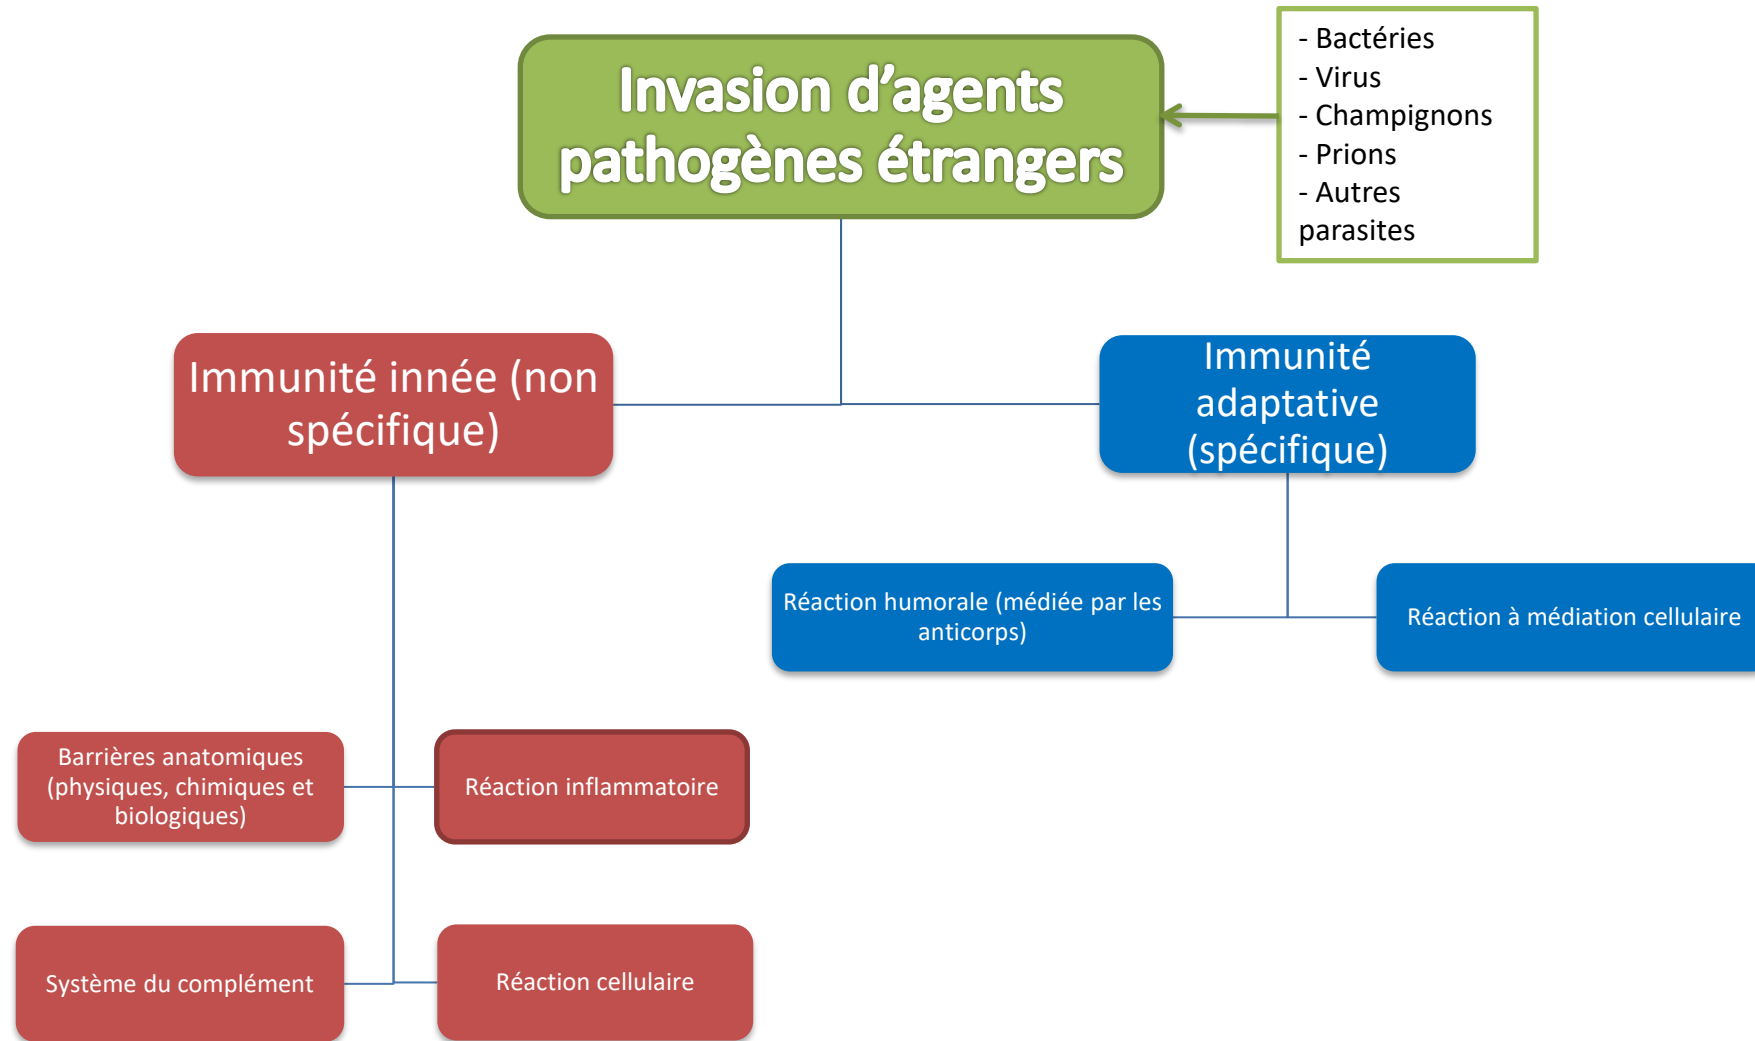 Invasion d’agents
pathogènes étrangers
- Bactéries
- Virus
- Champignons
- Prions
- Autres
parasites
Immunité innée (non
spécifique)
Immunité
adaptative
(spécifique)
Réaction humorale (médiée par les
anticorps)
Réaction à médiation cellulaire
Barrières anatomiques
(physiques, chimiques et
biologiques)
Réaction inflammatoire
Système du complément
Réaction cellulaire